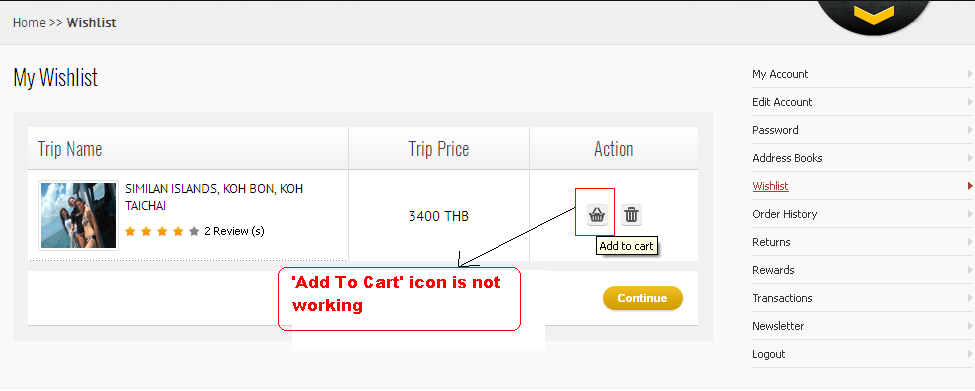 Home >> Wishlist
My Wishlist
Trip Name
Trip Price
Action
SIMILAN ISLANDS, KOH BON, KOH
TAICHAI
2 Review (s)
3400 THB
Add to cart
'Add To Cart' icon is not
working
Continue
My Account
Edit Account
Password
Address Books
Wishlist
Order History
Returns
Rewards
Transactions
Newsletter
Logout